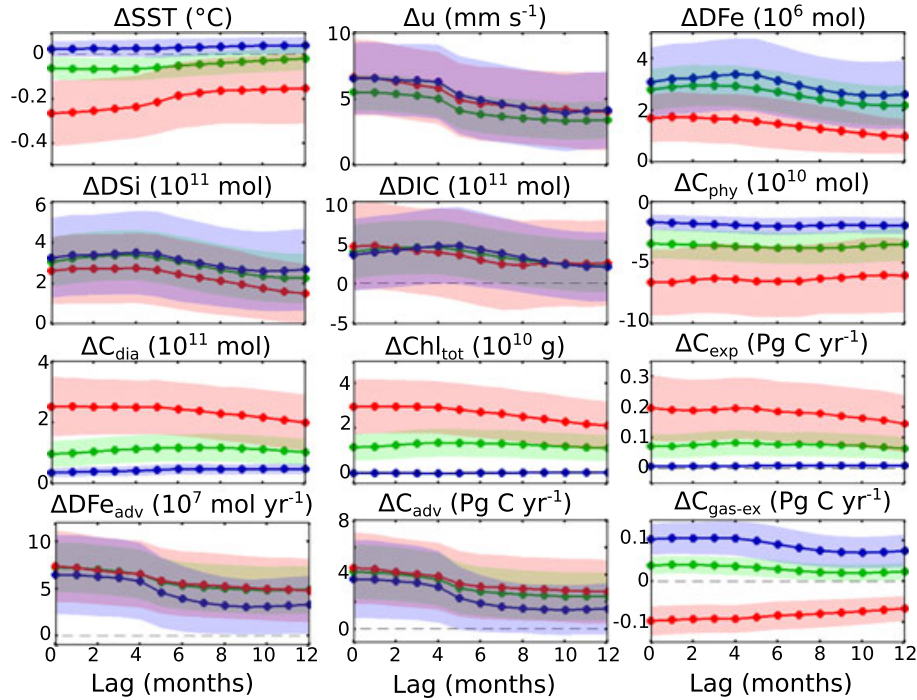 ΔSST (°C) Δu (mm s⁻¹) ΔDFe (10⁶ mol)
0 -0.2 -0.4
10 5 0
4 2 0
ΔDSi (10¹¹ mol) ΔDIC (10¹¹ mol) ΔC_phy (10¹⁰ mol)
6 4 2 0
10 5 0 -5
0 -5 -10
ΔC_dia (10¹¹ mol) ΔChl_tot (10¹⁰ g) ΔC_exp (Pg C yr⁻¹)
4 2 0
4 2 0
0.3 0.2 0.1 0
ΔDFe_adv (10⁷ mol yr⁻¹) ΔC_adv (Pg C yr⁻¹) ΔC_gas-ex (Pg C yr⁻¹)
10 5 0
8 4 0
0.1 0 -0.1
0 2 4 6 8 10 12 0 2 4 6 8 10 12 0 2 4 6 8 10 12
Lag (months) Lag (months) Lag (months)